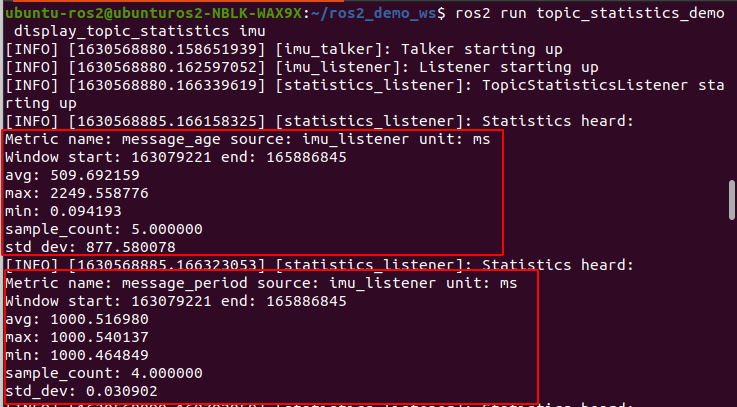 ubuntu-ros2@ubunturos2-NBLK-WAX9X:~/ros2_demo_ws$ ros2 run topic_statistics_demo
display_topic_statistics imu
[INFO] [1630568880.158651939] [imu_talker]: Talker starting up
[INFO] [1630568880.162597052] [imu_listener]: Listener starting up
[INFO] [1630568880.166339619] [statistics_listener]: TopicStatisticsListener sta
rting up
[INFO] [1630568885.166158325] [statistics_listener]: Statistics heard:
Metric name: message_age source: imu_listener unit: ms
Window start: 163079221 end: 165886845
avg: 509.692159
max: 2249.558776
min: 0.094193
sample_count: 5.000000
std_dev: 877.580078
[INFO] [1630568885.166323053] [statistics_listener]: Statistics heard:
Metric name: message_period source: imu_listener unit: ms
Window start: 163079221 end: 165886845
avg: 1000.516980
max: 1000.540137
min: 1000.464849
sample_count: 4.000000
std_dev: 0.030902